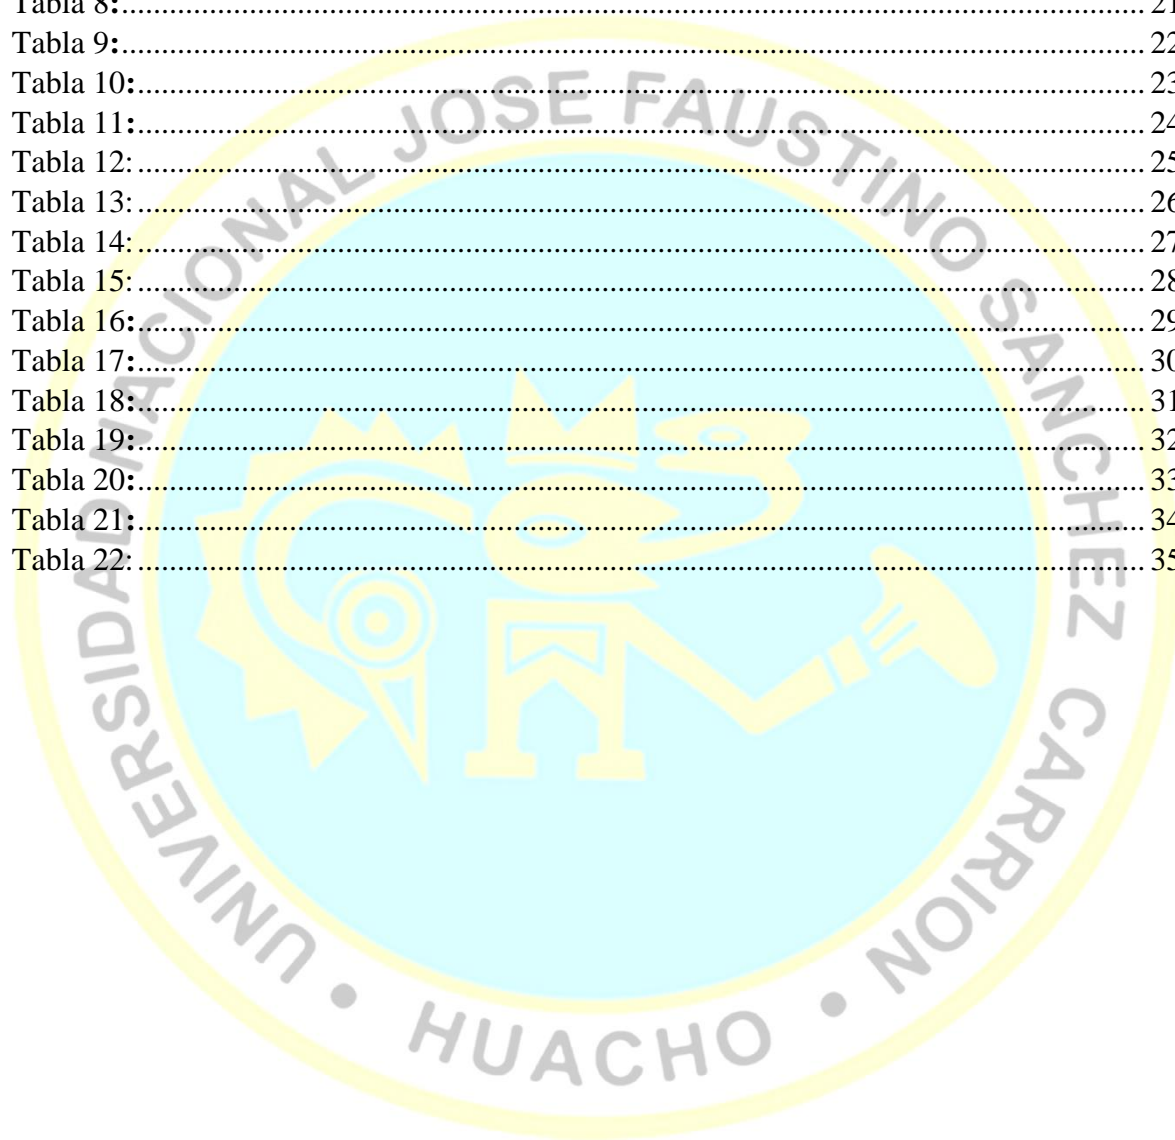 Tabla 8:.......... 21
Tabla 9:.......... 22
Tabla 10:.......... 23
Tabla 11:.......... 24
Tabla 12:.......... 25
Tabla 13:.......... 26
Tabla 14:.......... 27
Tabla 15:.......... 28
Tabla 16:.......... 29
Tabla 17:.......... 30
Tabla 18:.......... 31
Tabla 19:.......... 32
Tabla 20:.......... 33
Tabla 21:.......... 34
Tabla 22:.......... 35
UNIVERSIDAD NACIONAL JOSE FAUSTINO SANCHEZ CARRION
• HUACHO •